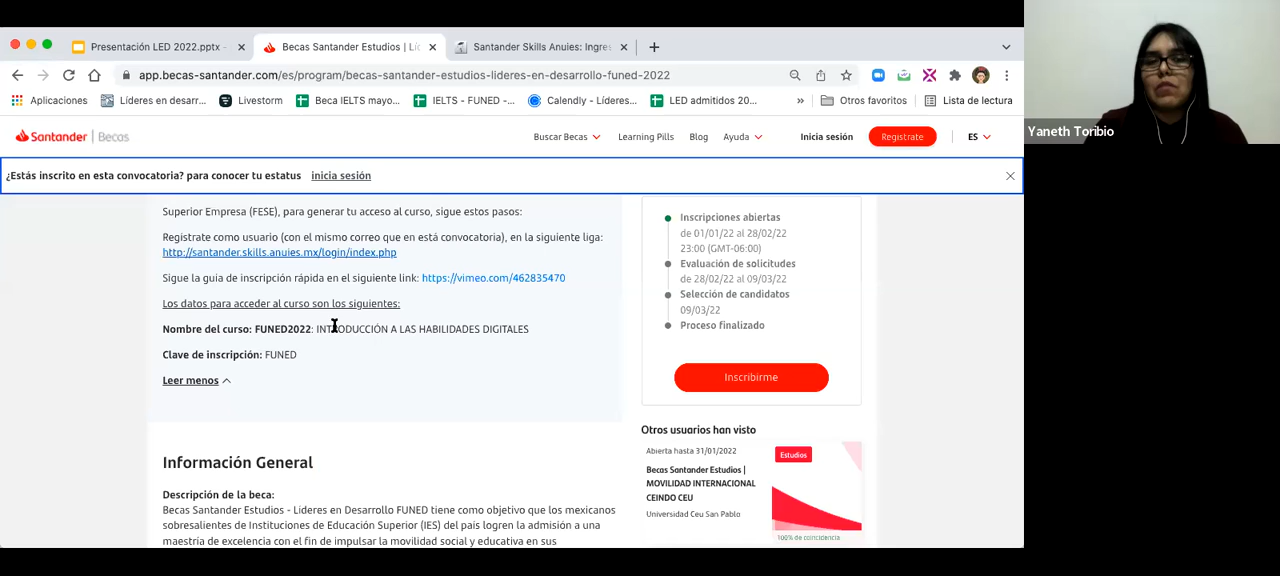 Presentación LED 2022.pptx -
Becas Santander Estudios | Líd
Santander Skills Anuies: Ingres
app.becas-santander.com/es/program/becas-santander-estudios-lideres-en-desarrollo-funed-2022
Aplicaciones
Líderes en desarr...
Livestorm
Beca IELTS mayo...
IELTS - FUNED -...
Calendly - Líderes...
LED admitidos 20...
»
Otros favoritos
Lista de lectura
Santander | Becas
Buscar Becas
Learning Pills
Blog
Ayuda
Inicia sesión
Regístrate
ES
Yaneth Toribio
¿Estás inscrito en esta convocatoria? para conocer tu estatus inicia sesión
Superior Empresa (FESE), para generar tu acceso al curso, sigue estos pasos:
Regístrate como usuario (con el mismo correo que en está convocatoria), en la siguiente liga:
http://santander.skills.anuies.mx/login/index.php
Sigue la guía de inscripción rápida en el siguiente link: https://vimeo.com/462835470
Los datos para acceder al curso son los siguientes:
Nombre del curso: FUNED2022: INTRODUCCIÓN A LAS HABILIDADES DIGITALES
Clave de inscripción: FUNED
Leer menos
Información General
Descripción de la beca:
Becas Santander Estudios - Líderes en Desarrollo FUNED tiene como objetivo que los mexicanos
sobresalientes de Instituciones de Educación Superior (IES) del país logren la admisión a una
maestría de excelencia con el fin de impulsar la movilidad social y educativa en sus
Inscripciones abiertas
de 01/01/22 al 28/02/22
23:00 (GMT-06:00)
Evaluación de solicitudes
de 28/02/22 al 09/03/22
Selección de candidatos
09/03/22
Proceso finalizado
Inscribirme
Otros usuarios han visto
Abierta hasta 31/01/2022
Becas Santander Estudios |
MOVILIDAD INTERNACIONAL
CEINDO CEU
Universidad Ceu San Pablo
Estudios
100% de coincidencia